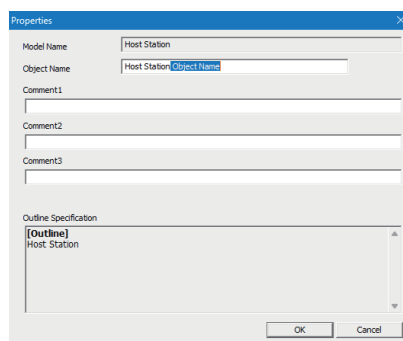 Properties
Model Name Host Station
Object Name Host Station Object Name
Comment1
Comment2
Comment3
Outline Specification
[Outline]
Host Station
OK Cancel